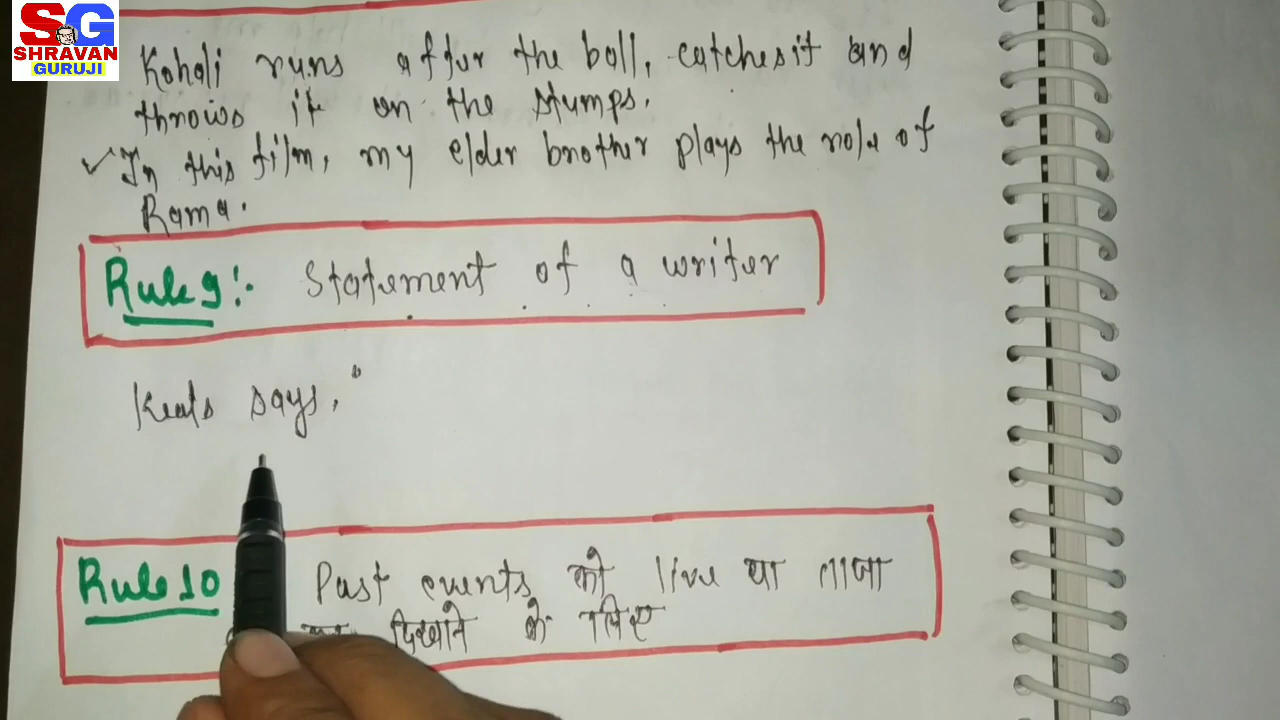 SG
SHRAVAN
GURUJI
Kohali runs after the ball, catches it and
throws it on the stumps.
✓ In this film, my elder brother plays the role of
Rama.
Rule 9:- Statement of a writer
Keats says, "
Rule 10 Past events को live या ताजा
दिखाने के लिए